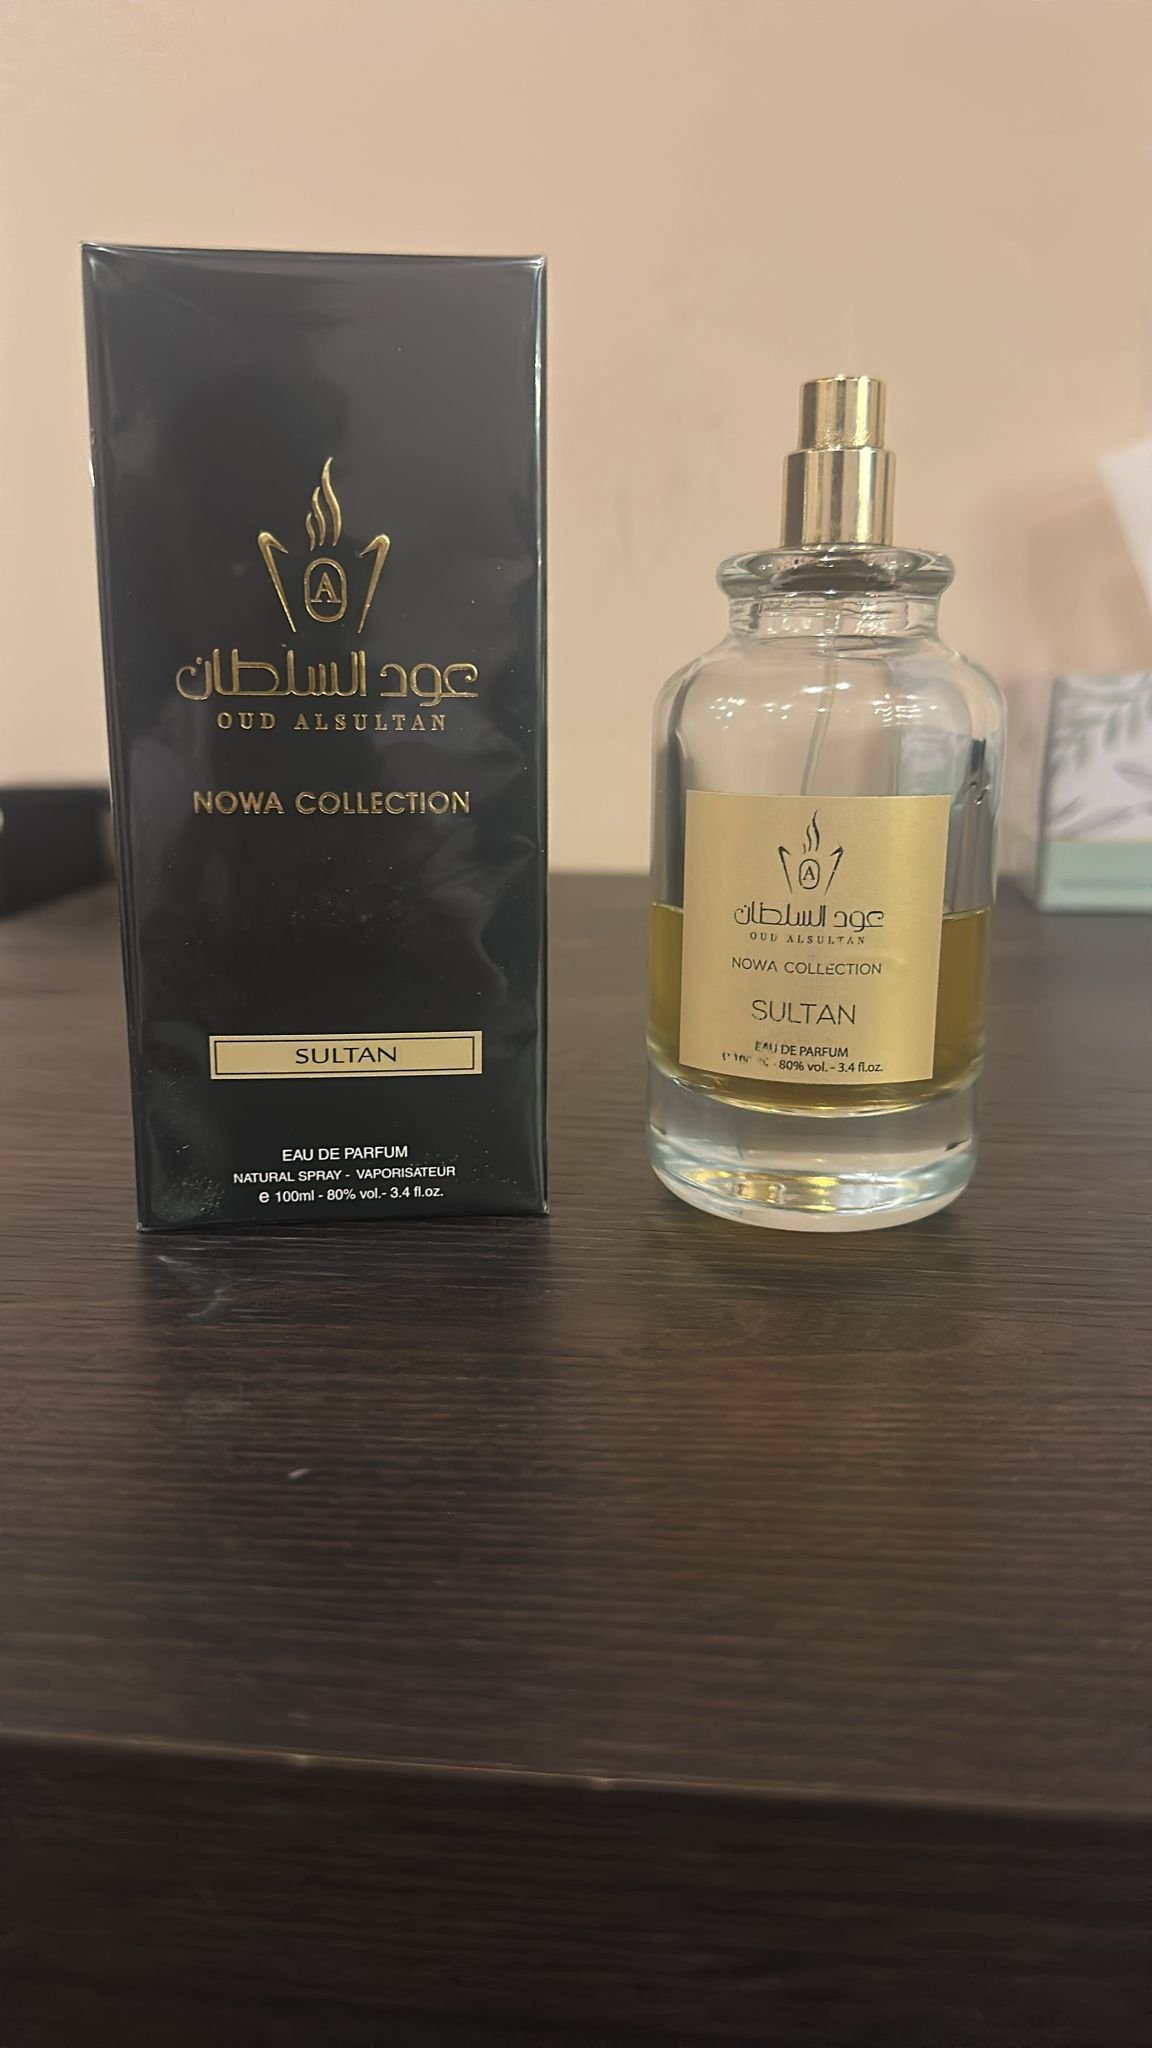 A
عود السلطان
OUD ALSULTAN
NOWA COLLECTION
SULTAN
EAU DE PARFUM
NATURAL SPRAY - VAPORISATEUR
e 100ml - 80% vol.- 3.4 fl.oz.
A
عود السلطان
OUD ALSULTAN
NOWA COLLECTION
SULTAN
EAU DE PARFUM
- 80% vol. - 3.4 fl.oz.